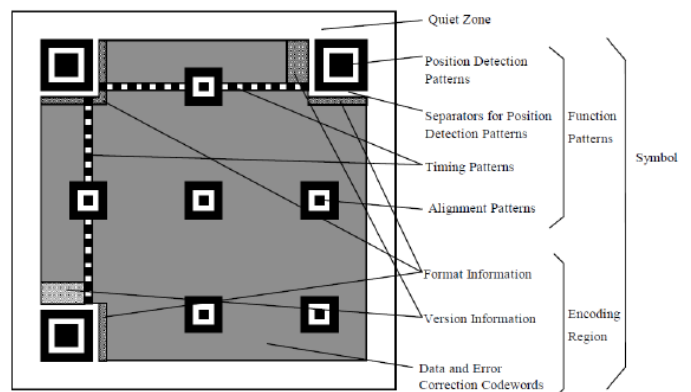 Quiet Zone
Position Detection
Patterns
Separators for Position
Detection Patterns
Function
Patterns
Symbol
Timing Patterns
Alignment Patterns
Format Information
Version Information
Encoding
Region
Data and Error
Correction Codewords